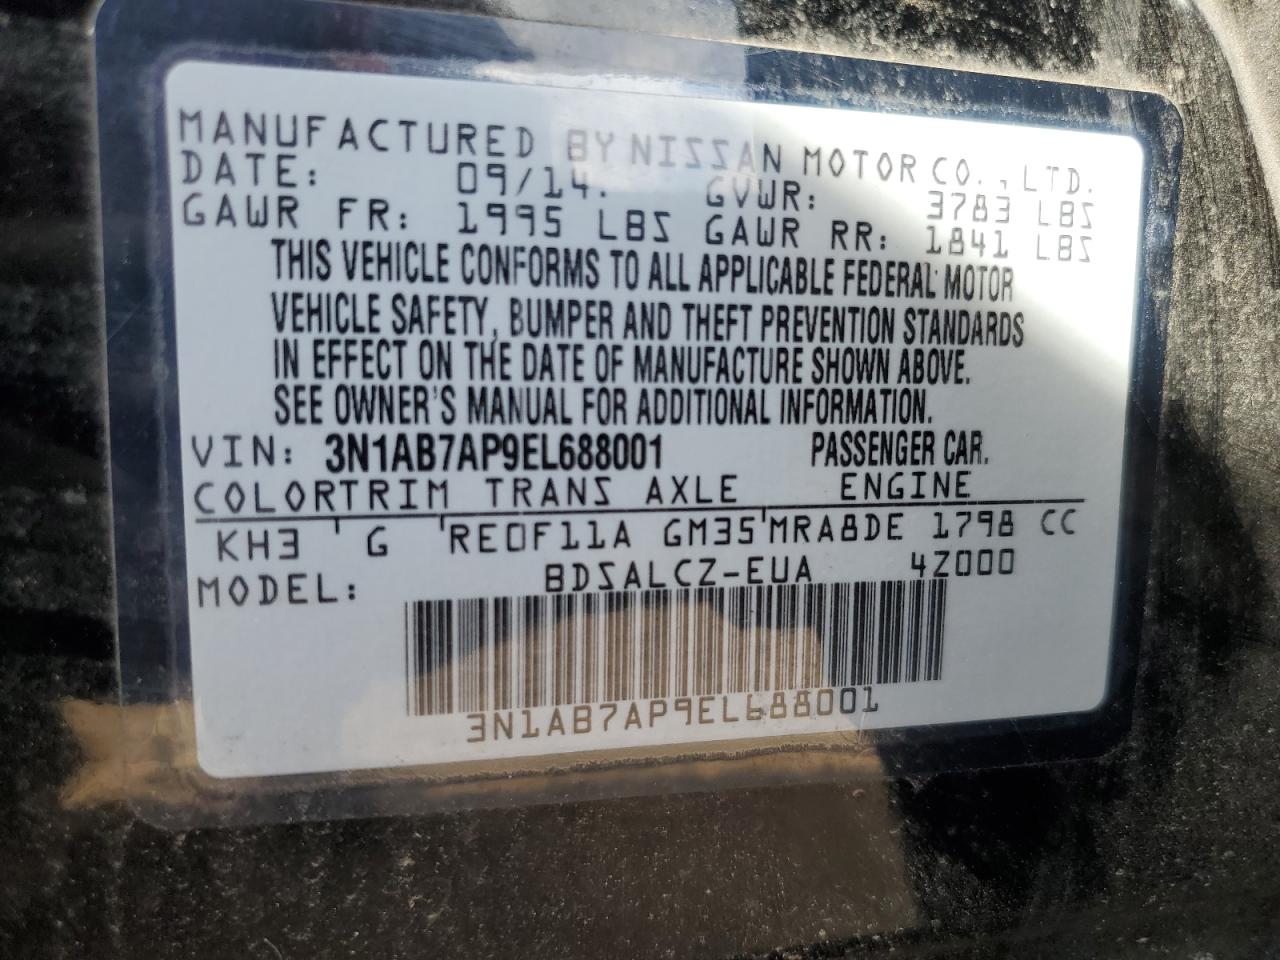 MANUFACTURED BY NISSAN MOTOR CO., LTD.
DATE: 09/14. GVWR: 3783 LBS
GAWR FR: 1995 LBS GAWR RR: 1841 LBS
THIS VEHICLE CONFORMS TO ALL APPLICABLE FEDERAL MOTOR
VEHICLE SAFETY, BUMPER AND THEFT PREVENTION STANDARDS
IN EFFECT ON THE DATE OF MANUFACTURE SHOWN ABOVE.
SEE OWNER'S MANUAL FOR ADDITIONAL INFORMATION.
VIN: 3N1AB7AP9EL688001 PASSENGER CAR.
COLOR TRIM TRANS AXLE ENGINE
KH3 ' G ' RE0F11A GM35 ' MRA8DE 1798 CC
MODEL: BDSALCZ-EUA 4Z000
3N1AB7AP9EL688001